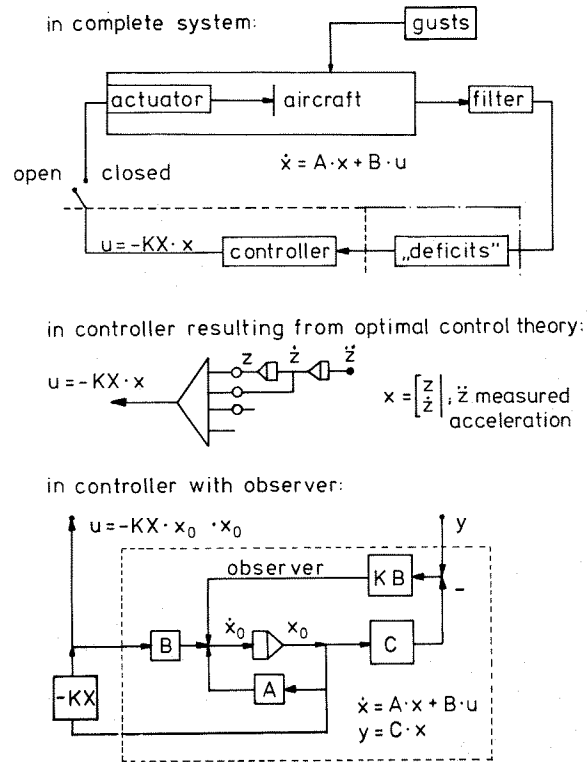 in complete system:
gusts
actuator
aircraft
filter
ẋ = A·x + B·u
open
closed
u = -KX·x
controller
„deficits"
in controller resulting from optimal control theory:
z
ż
z̈
u = -KX·x
x = [z
ż], z̈ measured
acceleration
in controller with observer:
u = -KX·x₀ ·x₀
y
observer
KB
-
ẋ₀
x₀
B
C
A
-KX
ẋ = A·x + B·u
y = C·x